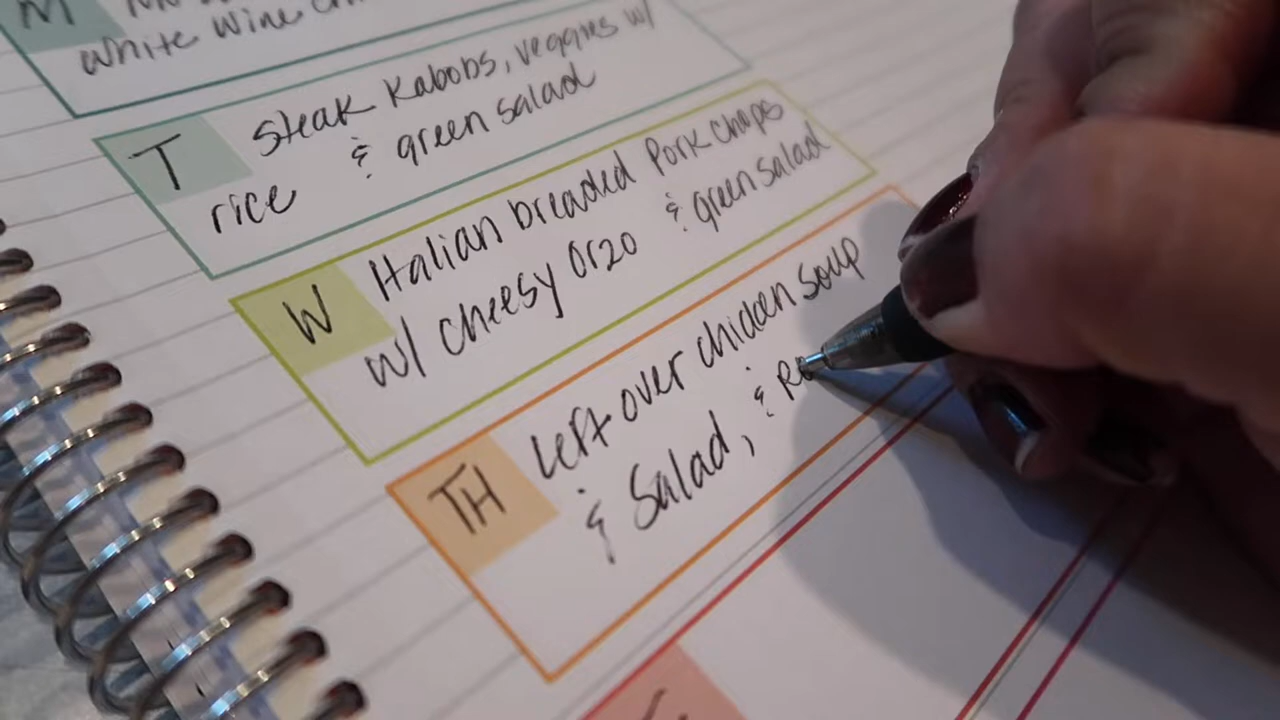 M
white wine
T steak kabobs, veggies w/
rice & green salad
W Italian breaded Pork Chops
w/ cheesy Orzo & green salad
TH left over chicken soup
& Salad, & Ro